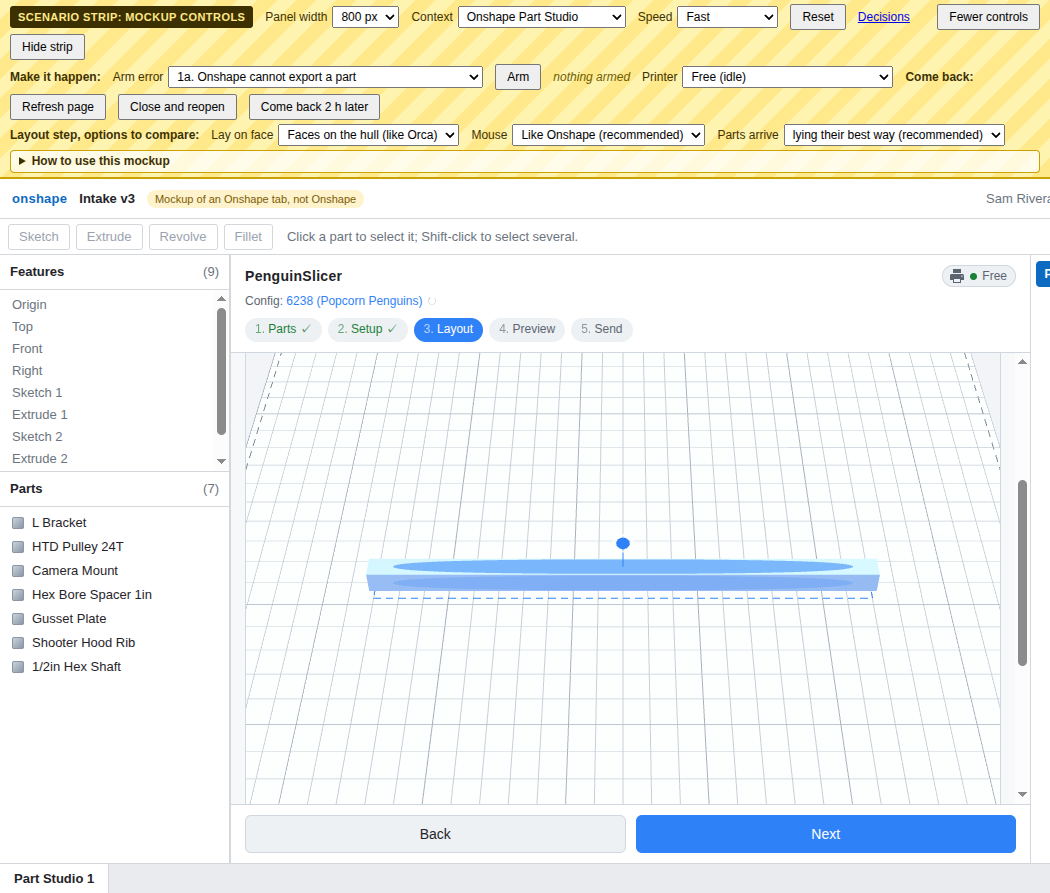 SCENARIO STRIP: MOCKUP CONTROLS Panel width 800 px Context Onshape Part Studio Speed Fast Reset Decisions Fewer controls
Hide strip
Make it happen: Arm error 1a. Onshape cannot export a part Arm nothing armed Printer Free (idle) Come back:
Refresh page Close and reopen Come back 2 h later
Layout step, options to compare: Lay on face Faces on the hull (like Orca) Mouse Like Onshape (recommended) Parts arrive lying their best way (recommended)
How to use this mockup
onshape Intake v3 Mockup of an Onshape tab, not Onshape Sam Rivera
Sketch Extrude Revolve Fillet Click a part to select it; Shift-click to select several.
Features (9)
Origin
Top
Front
Right
Sketch 1
Extrude 1
Sketch 2
Extrude 2
Parts (7)
L Bracket
HTD Pulley 24T
Camera Mount
Hex Bore Spacer 1in
Gusset Plate
Shooter Hood Rib
1/2in Hex Shaft
PenguinSlicer Free
Config: 6238 (Popcorn Penguins)
1. Parts ✓ 2. Setup ✓ 3. Layout 4. Preview 5. Send
Back Next
Part Studio 1